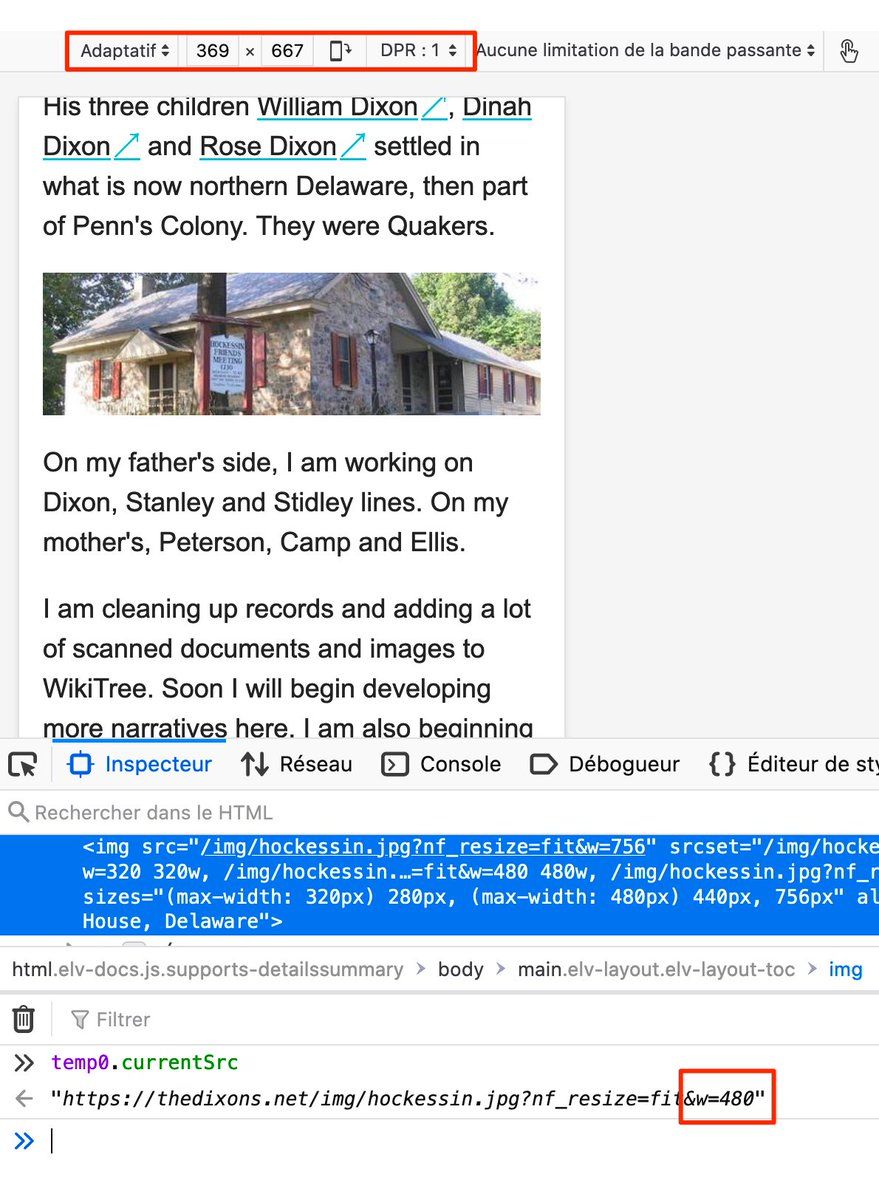 Adaptatif 369 × 667 DPR : 1 Aucune limitation de la bande passante
His three children William Dixon, Dinah
Dixon and Rose Dixon settled in
what is now northern Delaware, then part
of Penn's Colony. They were Quakers.
HOCKESSIN
FRIENDS
MEETING
On my father's side, I am working on
Dixon, Stanley and Stidley lines. On my
mother's, Peterson, Camp and Ellis.
I am cleaning up records and adding a lot
of scanned documents and images to
WikiTree. Soon I will begin developing
more narratives here. I am also beginning
Inspecteur Réseau Console Débogueur {} Éditeur de sty
Rechercher dans le HTML
<img src="/img/hockessin.jpg?nf_resize=fit&w=756" srcset="/img/hocke
w=320 320w, /img/hockessin.…=fit&w=480 480w, /img/hockessin.jpg?nf_r
sizes="(max-width: 320px) 280px, (max-width: 480px) 440px, 756px" al
House, Delaware">
html.elv-docs.js.supports-detailssummary > body > main.elv-layout.elv-layout-toc > img
Filtrer
>> temp0.currentSrc
← "https://thedixons.net/img/hockessin.jpg?nf_resize=fit&w=480"
>>